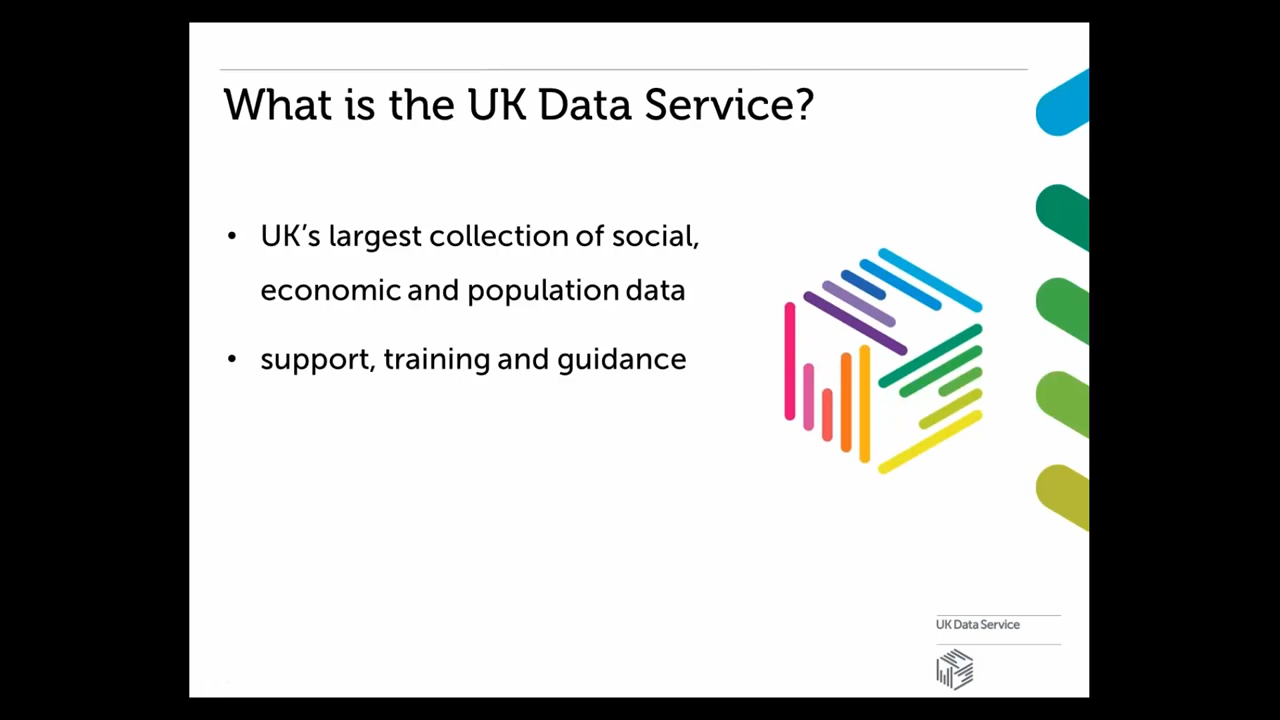 What is the UK Data Service?
• UK’s largest collection of social,
economic and population data
• support, training and guidance
UK Data Service